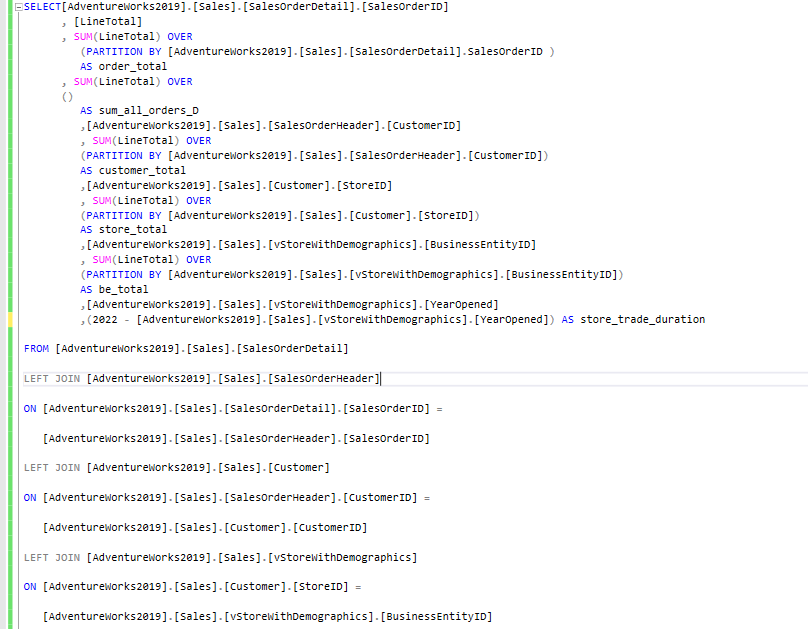 SELECT[AdventureWorks2019].[Sales].[SalesOrderDetail].[SalesOrderID]
, [LineTotal]
, SUM(LineTotal) OVER
(PARTITION BY [AdventureWorks2019].[Sales].[SalesOrderDetail].SalesOrderID )
AS order_total
, SUM(LineTotal) OVER
()
AS sum_all_orders_D
,[AdventureWorks2019].[Sales].[SalesOrderHeader].[CustomerID]
, SUM(LineTotal) OVER
(PARTITION BY [AdventureWorks2019].[Sales].[SalesOrderHeader].[CustomerID])
AS customer_total
,[AdventureWorks2019].[Sales].[Customer].[StoreID]
, SUM(LineTotal) OVER
(PARTITION BY [AdventureWorks2019].[Sales].[Customer].[StoreID])
AS store_total
,[AdventureWorks2019].[Sales].[vStoreWithDemographics].[BusinessEntityID]
, SUM(LineTotal) OVER
(PARTITION BY [AdventureWorks2019].[Sales].[vStoreWithDemographics].[BusinessEntityID])
AS be_total
,[AdventureWorks2019].[Sales].[vStoreWithDemographics].[YearOpened]
,(2022 - [AdventureWorks2019].[Sales].[vStoreWithDemographics].[YearOpened]) AS store_trade_duration
FROM [AdventureWorks2019].[Sales].[SalesOrderDetail]
LEFT JOIN [AdventureWorks2019].[Sales].[SalesOrderHeader]
ON [AdventureWorks2019].[Sales].[SalesOrderDetail].[SalesOrderID] =
[AdventureWorks2019].[Sales].[SalesOrderHeader].[SalesOrderID]
LEFT JOIN [AdventureWorks2019].[Sales].[Customer]
ON [AdventureWorks2019].[Sales].[SalesOrderHeader].[CustomerID] =
[AdventureWorks2019].[Sales].[Customer].[CustomerID]
LEFT JOIN [AdventureWorks2019].[Sales].[vStoreWithDemographics]
ON [AdventureWorks2019].[Sales].[Customer].[StoreID] =
[AdventureWorks2019].[Sales].[vStoreWithDemographics].[BusinessEntityID]